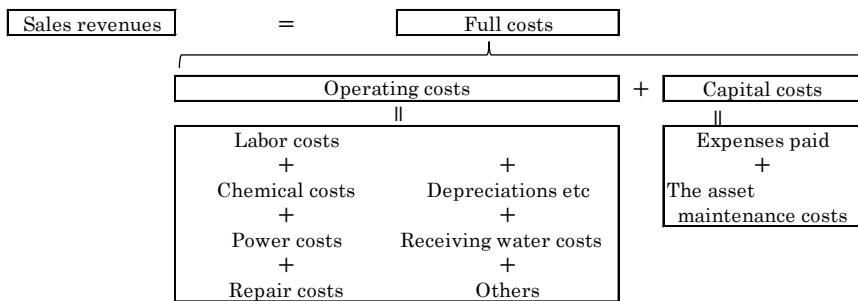 Sales revenues = Full costs
Operating costs + Capital costs
॥ ॥
Labor costs Expenses paid
+ + +
Chemical costs Depreciations etc The asset
+ + maintenance costs
Power costs Receiving water costs
+ +
Repair costs Others